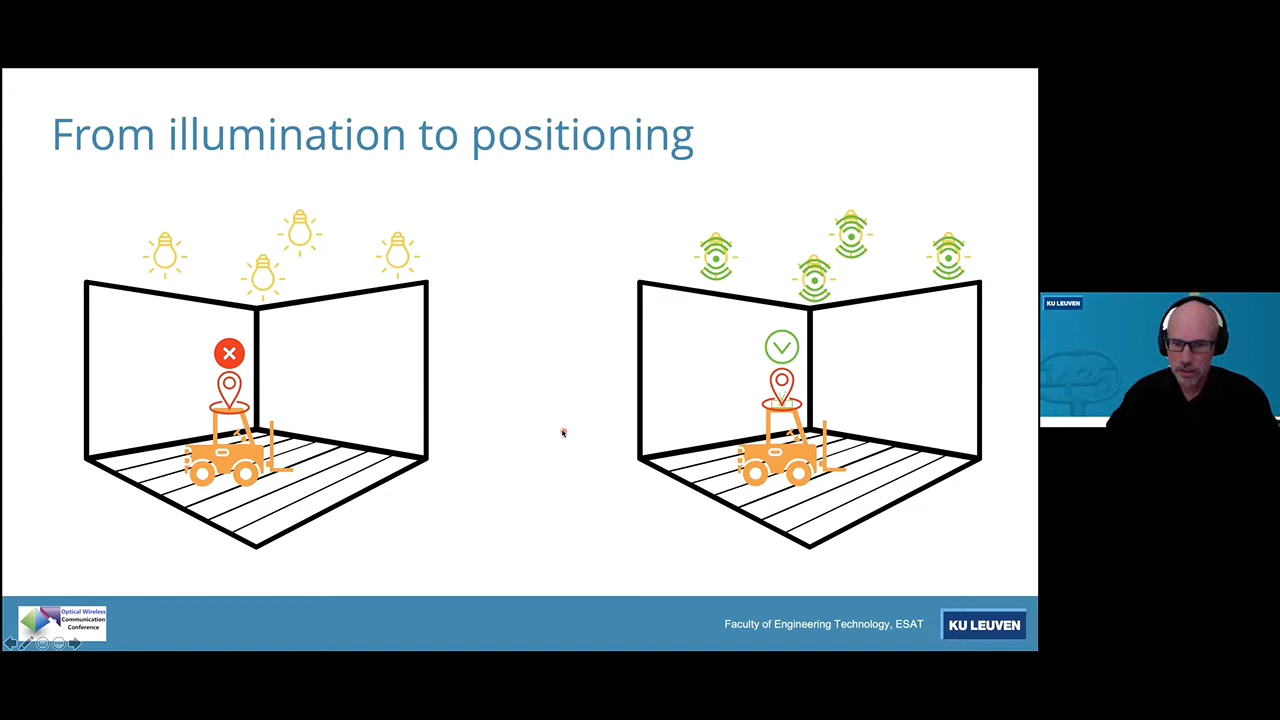 From illumination to positioning
KU LEUVEN
Optical Wireless
Communication
Conference
Faculty of Engineering Technology, ESAT
KU LEUVEN